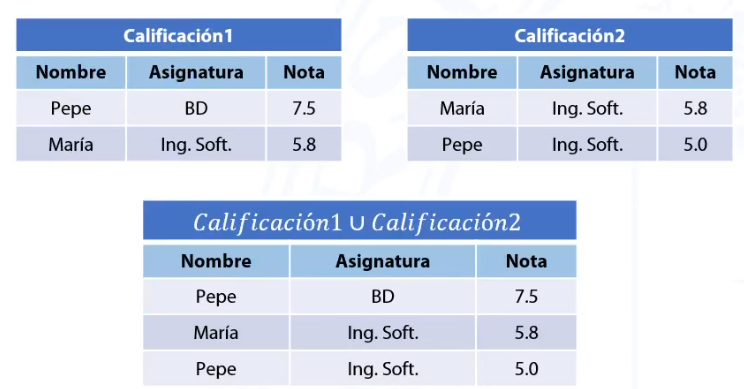 Calificación1
Nombre Asignatura Nota
Pepe BD 7.5
María Ing. Soft. 5.8
Calificación2
Nombre Asignatura Nota
María Ing. Soft. 5.8
Pepe Ing. Soft. 5.0
Calificación1 ∪ Calificación2
Nombre Asignatura Nota
Pepe BD 7.5
María Ing. Soft. 5.8
Pepe Ing. Soft. 5.0